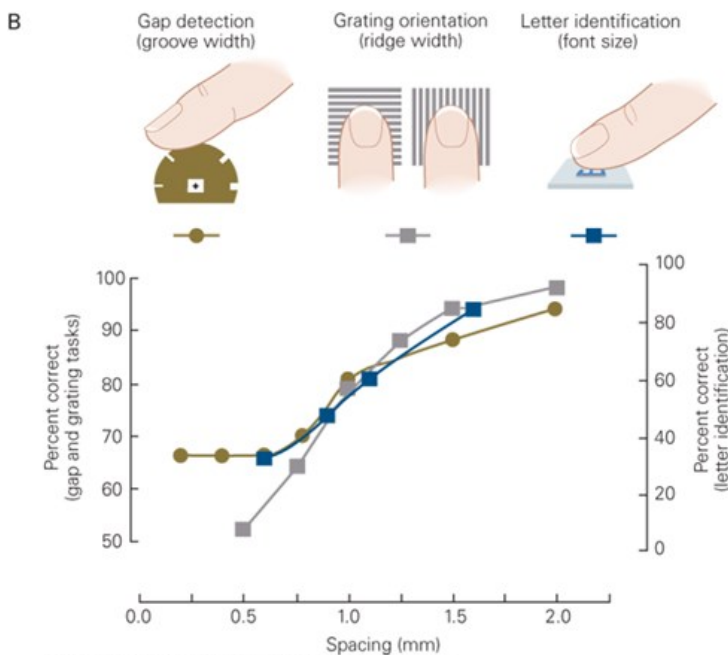 B
Gap detection
(groove width)
Grating orientation
(ridge width)
Letter identification
(font size)
100
90
80
70
60
50
Percent correct
(gap and grating tasks)
100
80
60
40
20
0
Percent correct
(letter identification)
0.0 0.5 1.0 1.5 2.0
Spacing (mm)